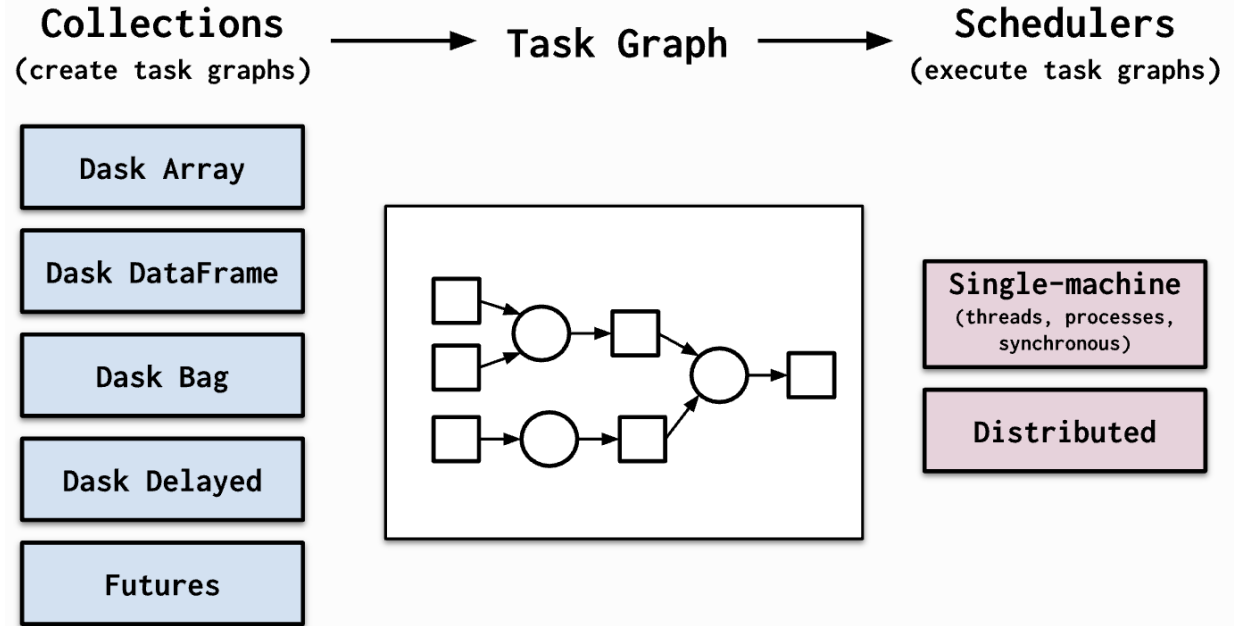 Collections
(create task graphs)
Task Graph
Schedulers
(execute task graphs)
Dask Array
Dask DataFrame
Dask Bag
Dask Delayed
Futures
Single-machine
(threads, processes,
synchronous)
Distributed